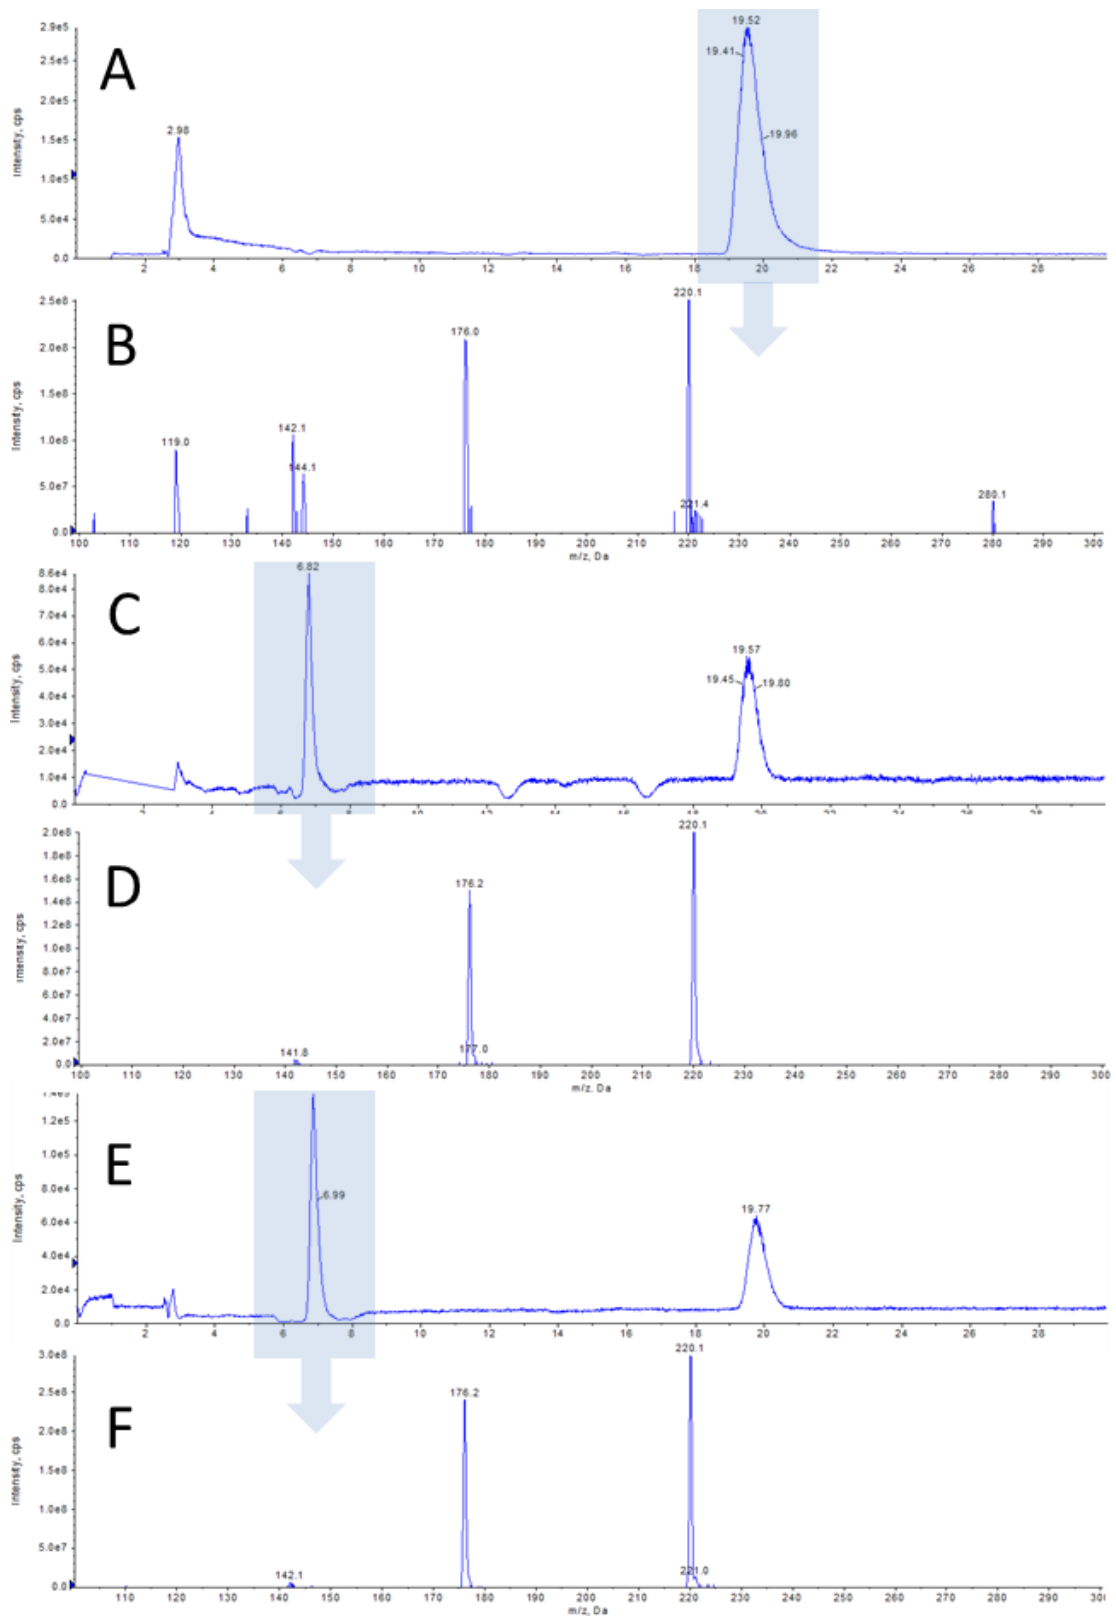 A
Intensity, cps
2.9e5
2.5e5
2.0e5
1.5e5
1.0e5
5.0e4
0.0
2.98
19.52
19.41
19.96
2 4 6 8 10 12 14 16 18 20 22 24 26 28
B
Intensity, cps
2.5e8
2.0e8
1.5e8
1.0e8
5.0e7
0.0
119.0
142.1
144.1
176.0
220.1
221.4
280.1
100 110 120 130 140 150 160 170 180 190 200 210 220 230 240 250 260 270 280 290 300
m/z, Da
C
Intensity, cps
8.6e4
8.0e4
7.0e4
6.0e4
5.0e4
4.0e4
3.0e4
2.0e4
1.0e4
0.0
6.82
19.57
19.45
19.80
D
Intensity, cps
2.0e8
1.8e8
1.6e8
1.4e8
1.2e8
1.0e8
8.0e7
6.0e7
4.0e7
2.0e7
0.0
141.8
176.2
177.0
220.1
100 110 120 130 140 150 160 170 180 190 200 210 220 230 240 250 260 270 280 290 300
m/z, Da
E
Intensity, cps
1.4e5
1.2e5
1.0e5
8.0e4
6.0e4
4.0e4
2.0e4
0.0
6.99
19.77
2 4 6 8 10 12 14 16 18 20 22 24 26 28
F
Intensity, cps
3.0e8
2.5e8
2.0e8
1.5e8
1.0e8
5.0e7
0.0
142.1
176.2
220.1
221.0
110 120 130 140 150 160 170 180 190 200 210 220 230 240 250 260 270 280 290
m/z, Da